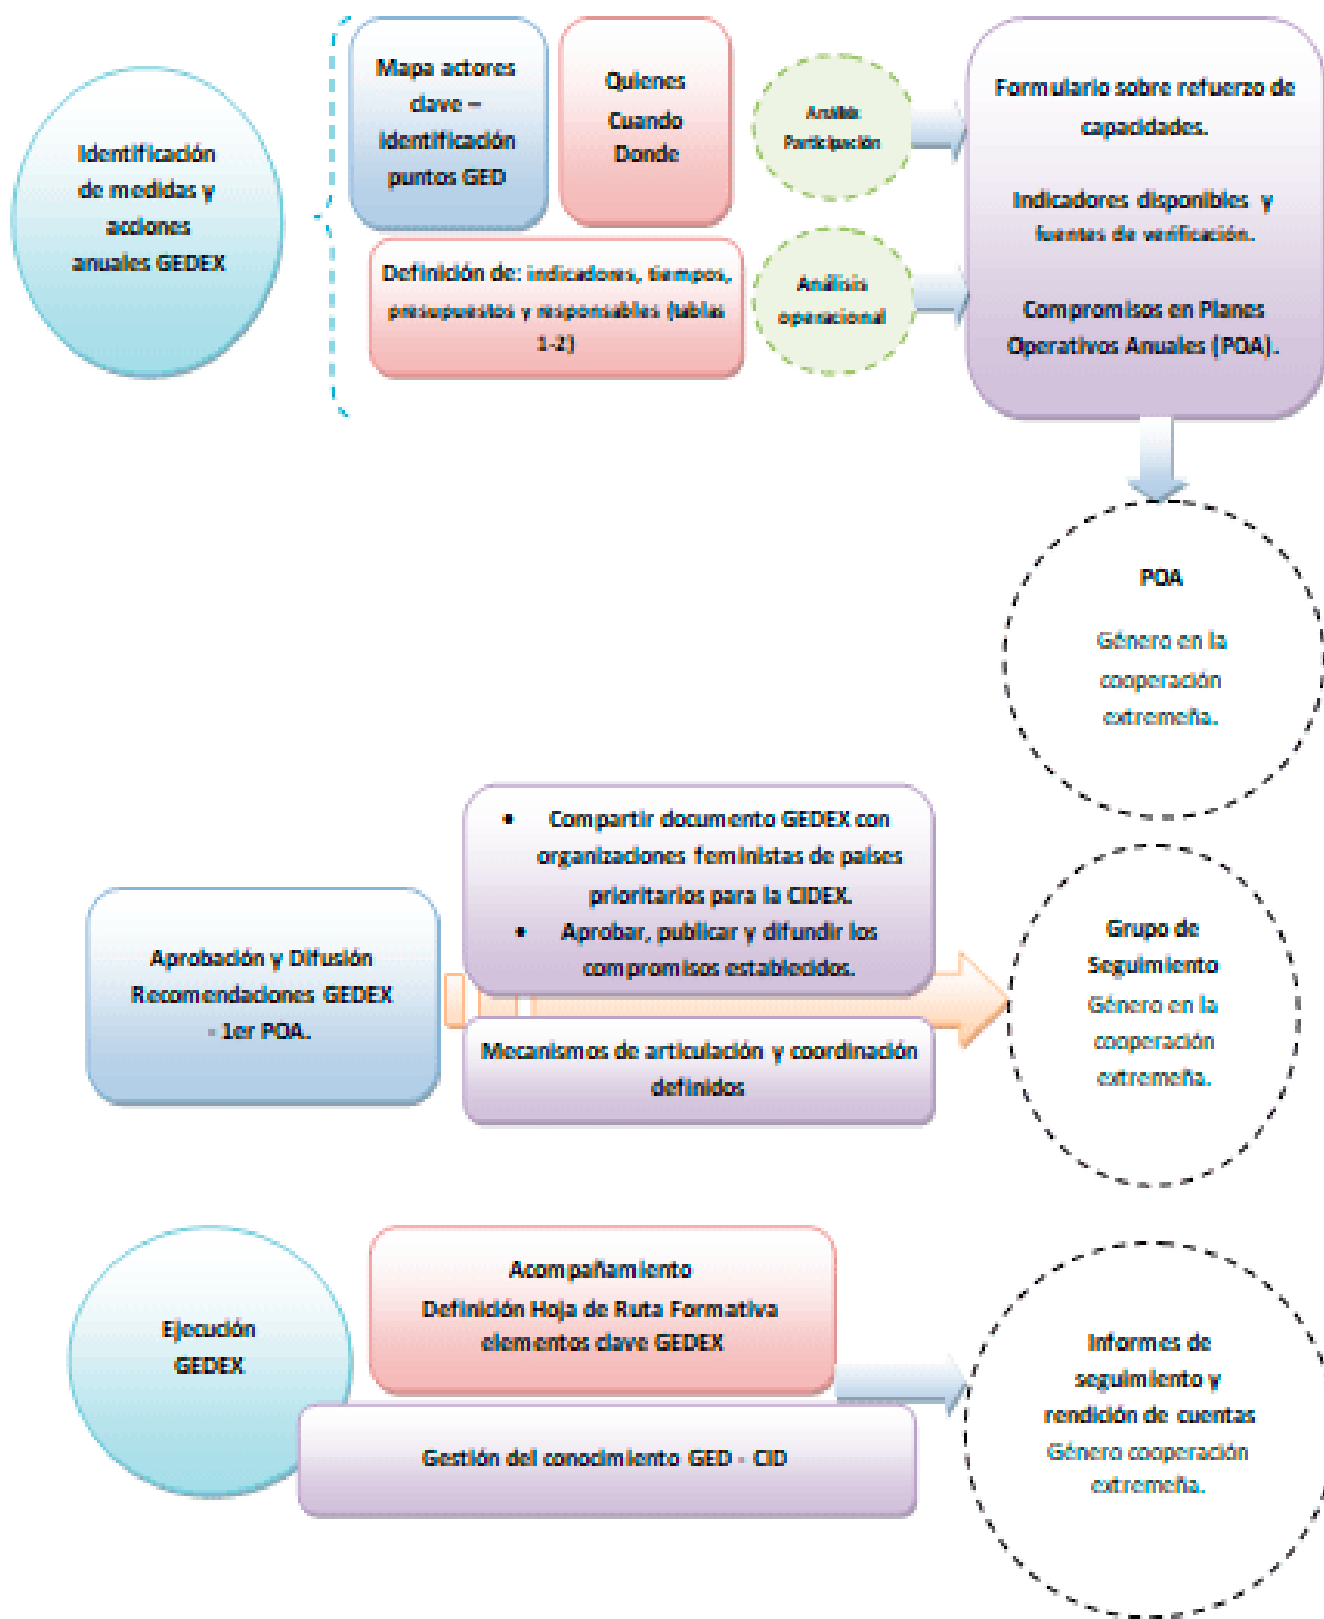 Identificación
de medidas y
acciones
anuales GEDEX
Mapa actores
clave –
identificación
puntos GED
Quienes
Cuando
Donde
Definición de: indicadores, tiempos,
presupuestos y responsables (tablas
1-2)
Análisis
Participación
Análisis
operacional
Formulario sobre refuerzo de
capacidades.
Indicadores disponibles y
fuentes de verificación.
Compromisos en Planes
Operativos Anuales (POA).
POA
Género en la
cooperación
extremeña.
Aprobación y Difusión
Recomendaciones GEDEX
- 1er POA.
• Compartir documento GEDEX con
organizaciones feministas de países
prioritarios para la CIDEX.
• Aprobar, publicar y difundir los
compromisos establecidos.
Mecanismos de articulación y coordinación
definidos
Grupo de
Seguimiento
Género en la
cooperación
extremeña.
Ejecución
GEDEX
Acompañamiento
Definición Hoja de Ruta Formativa
elementos clave GEDEX
Gestión del conocimiento GED - CID
Informes de
seguimiento y
rendición de cuentas
Género cooperación
extremeña.